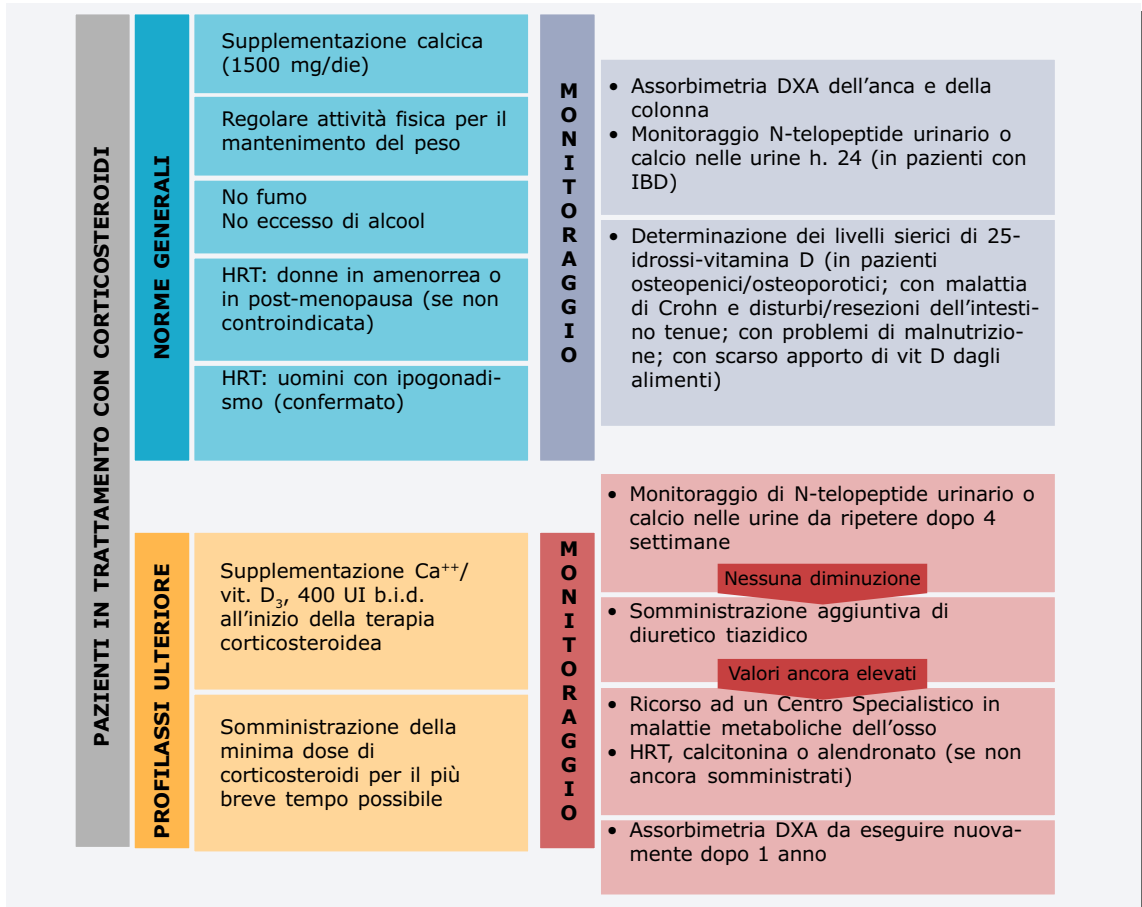 PAZIENTI IN TRATTAMENTO CON CORTICOSTEROIDI
NORME GENERALI
Supplementazione calcica
(1500 mg/die)
Regolare attività fisica per il
mantenimento del peso
No fumo
No eccesso di alcool
HRT: donne in amenorrea o
in post-menopausa (se non
controindicata)
HRT: uomini con ipogonadi-
smo (confermato)
MONITORAGGIO
• Assorbimetria DXA dell'anca e della
colonna
• Monitoraggio N-telopeptide urinario o
calcio nelle urine h. 24 (in pazienti con
IBD)
• Determinazione dei livelli sierici di 25-
idrossi-vitamina D (in pazienti
osteopenici/osteoporotici; con malattia
di Crohn e disturbi/resezioni dell'intesti-
no tenue; con problemi di malnutrizio-
ne; con scarso apporto di vit D dagli
alimenti)
PROFILASSI ULTERIORE
Supplementazione Ca⁺⁺/
vit. D₃, 400 UI b.i.d.
all'inizio della terapia
corticosteroidea
Somministrazione della
minima dose di
corticosteroidi per il più
breve tempo possibile
MONITORAGGIO
• Monitoraggio di N-telopeptide urinario o
calcio nelle urine da ripetere dopo 4
settimane
Nessuna diminuzione
• Somministrazione aggiuntiva di
diuretico tiazidico
Valori ancora elevati
• Ricorso ad un Centro Specialistico in
malattie metaboliche dell'osso
• HRT, calcitonina o alendronato (se non
ancora somministrati)
• Assorbimetria DXA da eseguire nuova-
mente dopo 1 anno